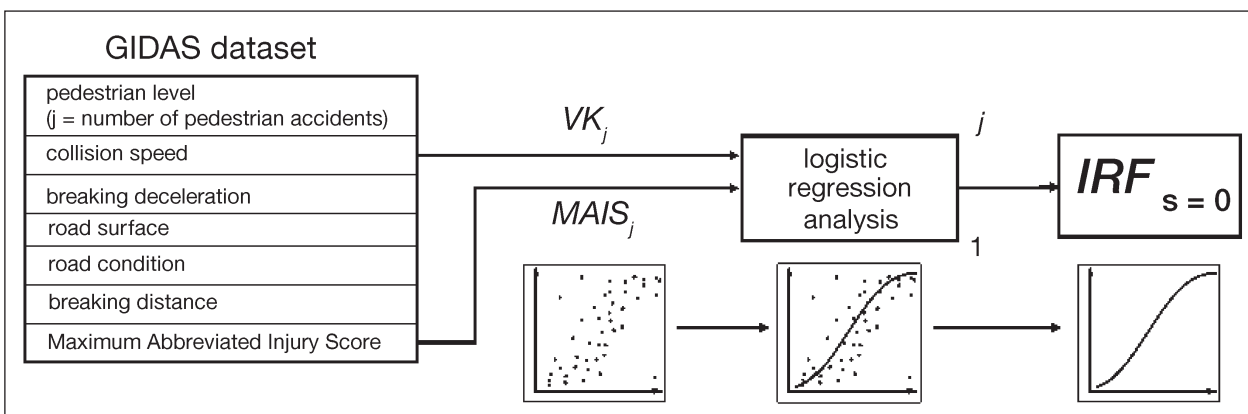 GIDAS dataset
pedestrian level
(j = number of pedestrian accidents)
collision speed
breaking deceleration
road surface
road condition
breaking distance
Maximum Abbreviated Injury Score
VKj
MAISj
logistic
regression
analysis
j
1
IRF s = 0